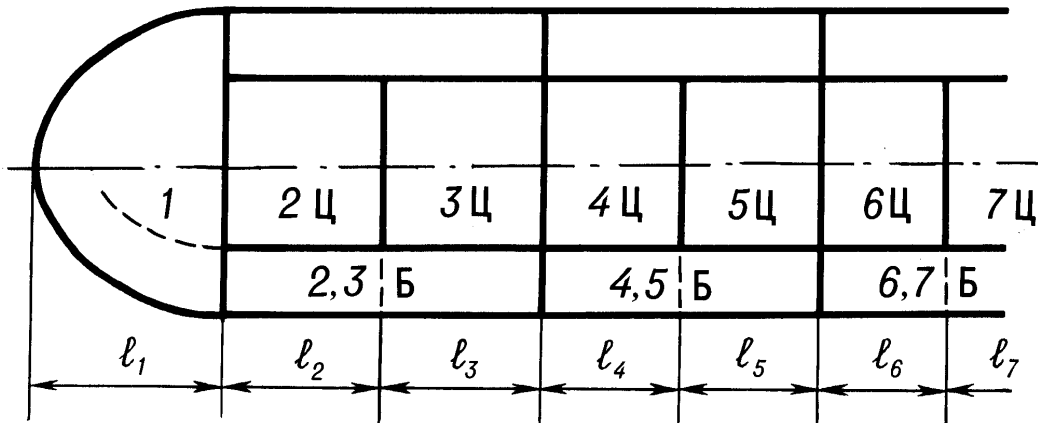 1 2 Ц 3 Ц 4 Ц 5 Ц 6 Ц 7 Ц
2,3 Б 4,5 Б 6,7 Б
ℓ₁ ℓ₂ ℓ₃ ℓ₄ ℓ₅ ℓ₆ ℓ₇